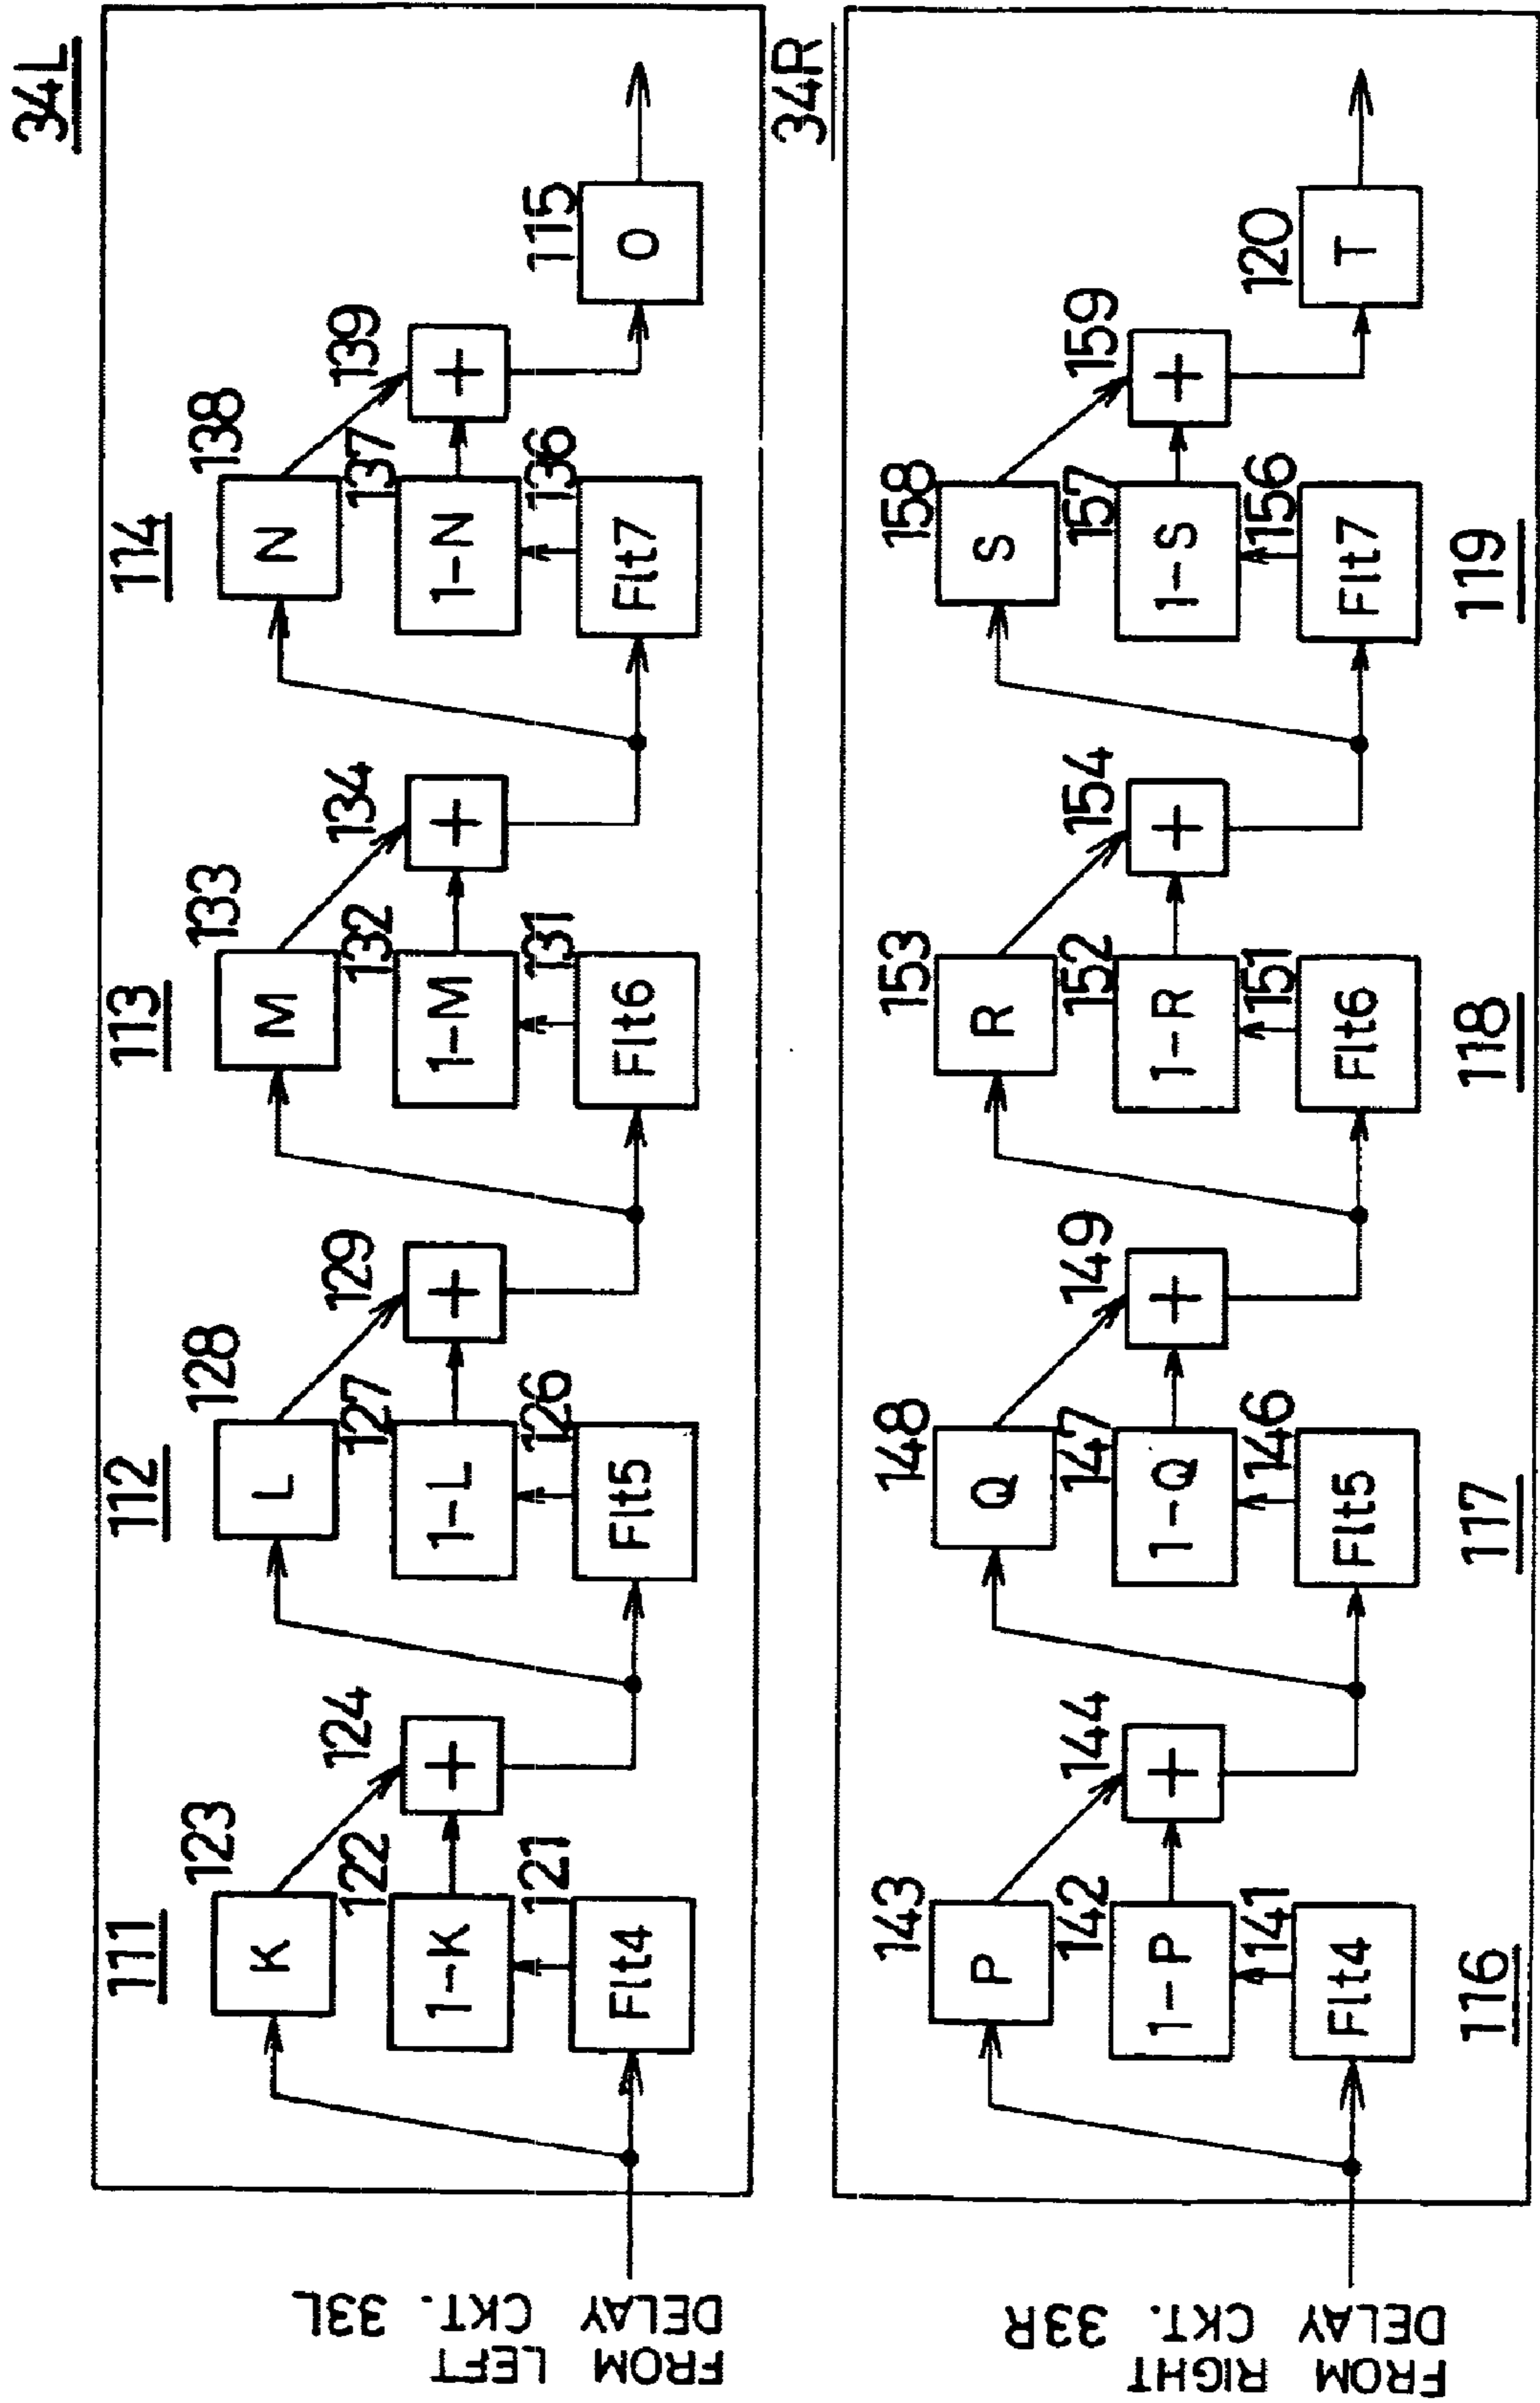 34L
FROM LEFT
DELAY CKT. 33L
111
123
K
122
1-K
121
Flt4
124
+
112
128
L
127
1-L
126
Flt5
129
+
113
133
M
132
1-M
131
Flt6
134
+
114
138
N
137
1-N
136
Flt7
139
+
115
O
34R
FROM RIGHT
DELAY CKT. 33R
143
P
142
1-P
141
Flt4
116
144
+
148
Q
147
1-Q
146
Flt5
117
149
+
153
R
152
1-R
151
Flt6
118
154
+
158
S
157
1-S
156
Flt7
119
159
+
120
T